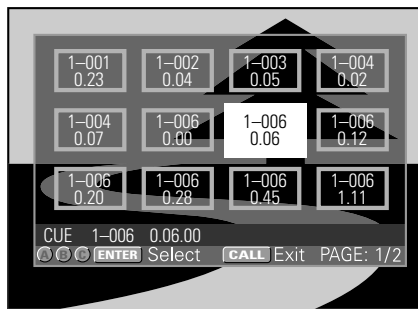 1–001 1–002 1–003 1–004
0.23 0.04 0.05 0.02
1–004 1–006 1–006 1–006
0.07 0.00 0.06 0.12
1–006 1–006 1–006 1–006
0.20 0.28 0.45 1.11
CUE 1–006 0.06.00
A B C ENTER Select CALL Exit PAGE: 1/2